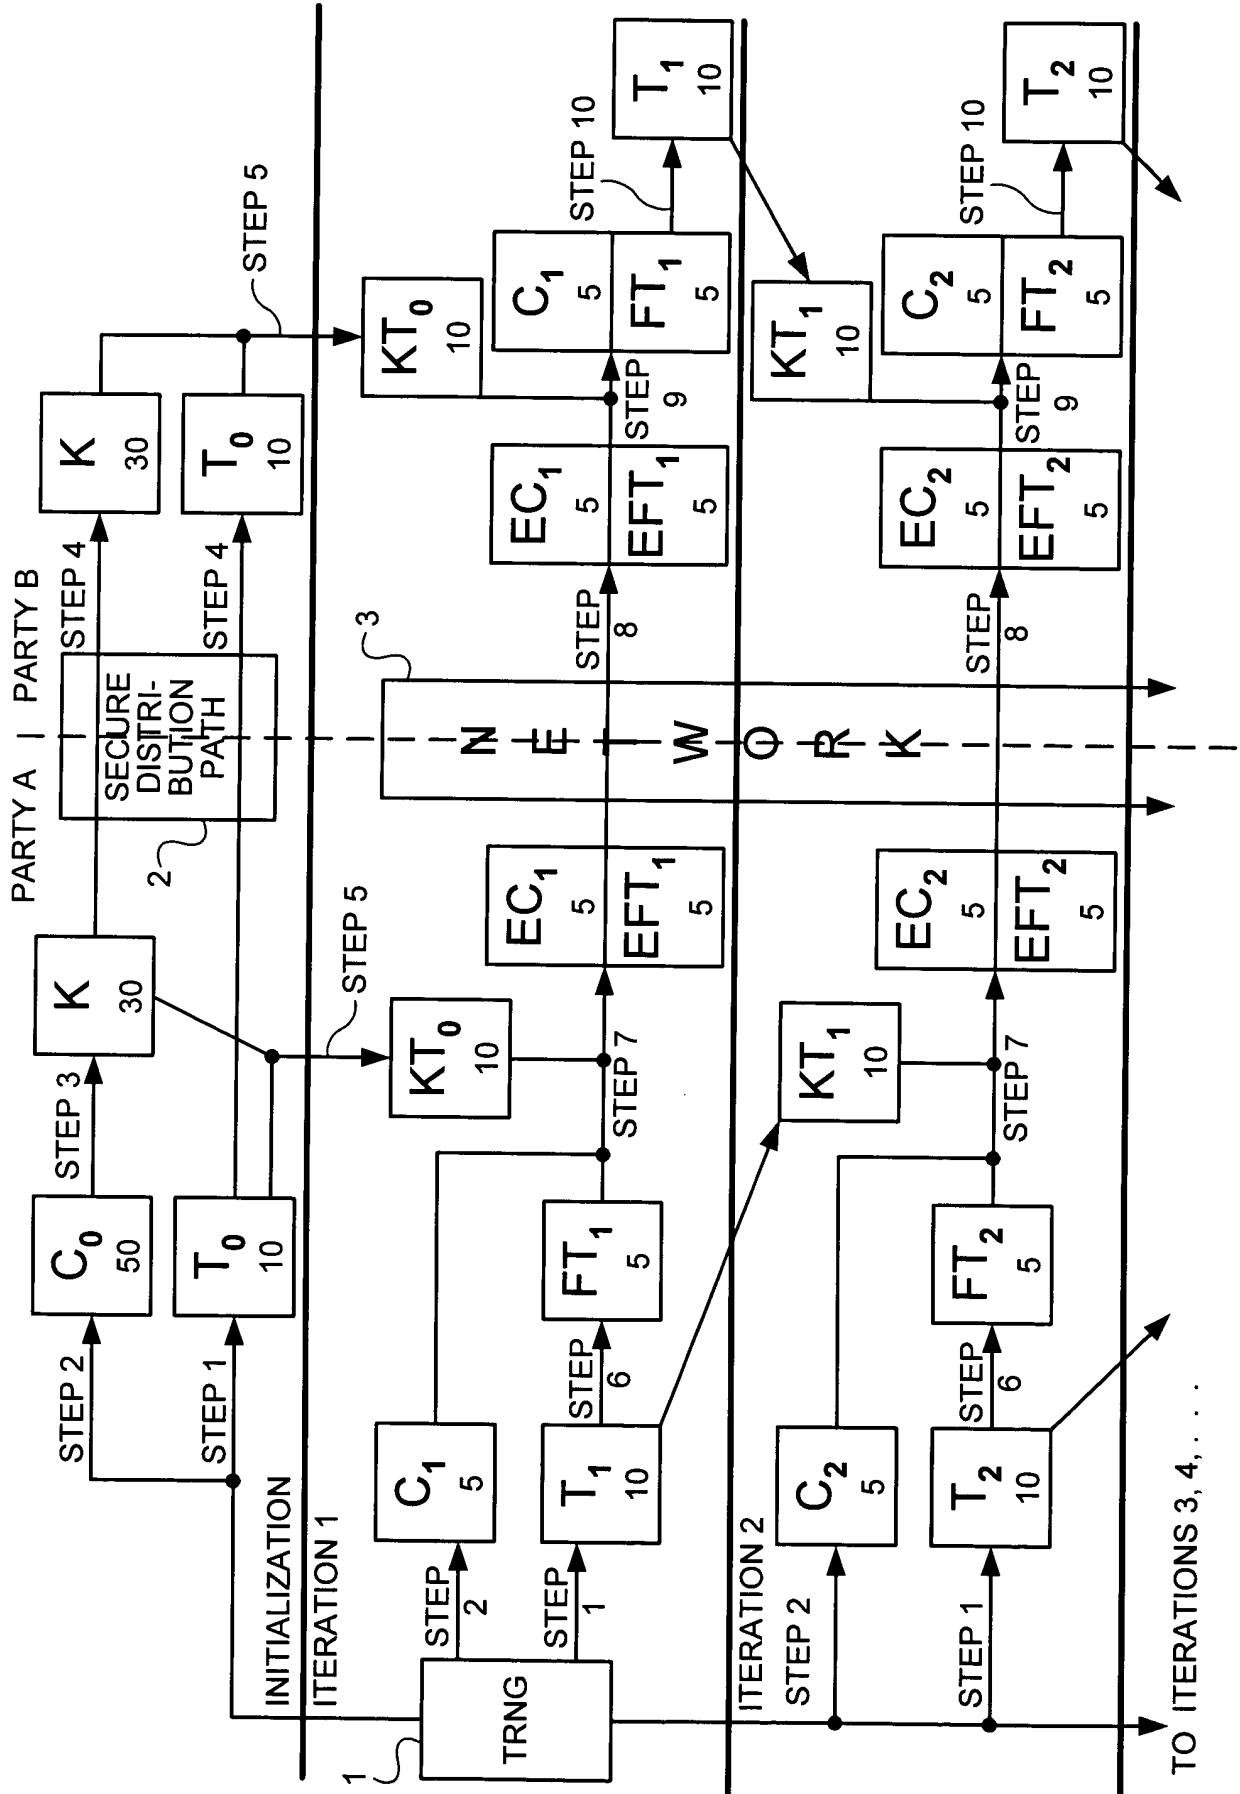 PARTY A | PARTY B
STEP 2
C0
50
STEP 3
K
30
SECURE
DISTRI-
BUTION
PATH
2
STEP 4
K
30
STEP 1
T0
10
STEP 4
T0
10
STEP 5
STEP 5
INITIALIZATION
ITERATION 1
1
TRNG
STEP
2
C1
5
STEP
1
T1
10
STEP
6
FT1
5
KT0
10
STEP 7
EC1
5
EFT1
5
3
NETWORK
STEP
8
EC1
5
EFT1
5
KT0
10
STEP
9
C1
5
FT1
5
STEP 10
T1
10
ITERATION 2
STEP 2
C2
5
STEP 1
T2
10
STEP
6
FT2
5
KT1
10
STEP 7
EC2
5
EFT2
5
STEP
8
EC2
5
EFT2
5
KT1
10
STEP
9
C2
5
FT2
5
STEP 10
T2
10
TO ITERATIONS 3, 4, . . .